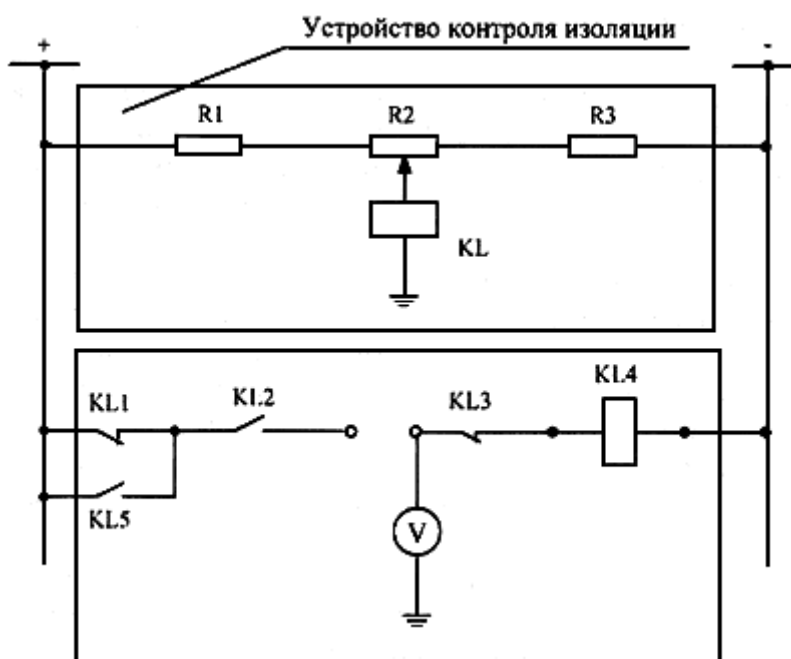 Устройство контроля изоляции
+
-
R1
R2
R3
KL
KL1
KL2
KL3
KL4
KL5
V